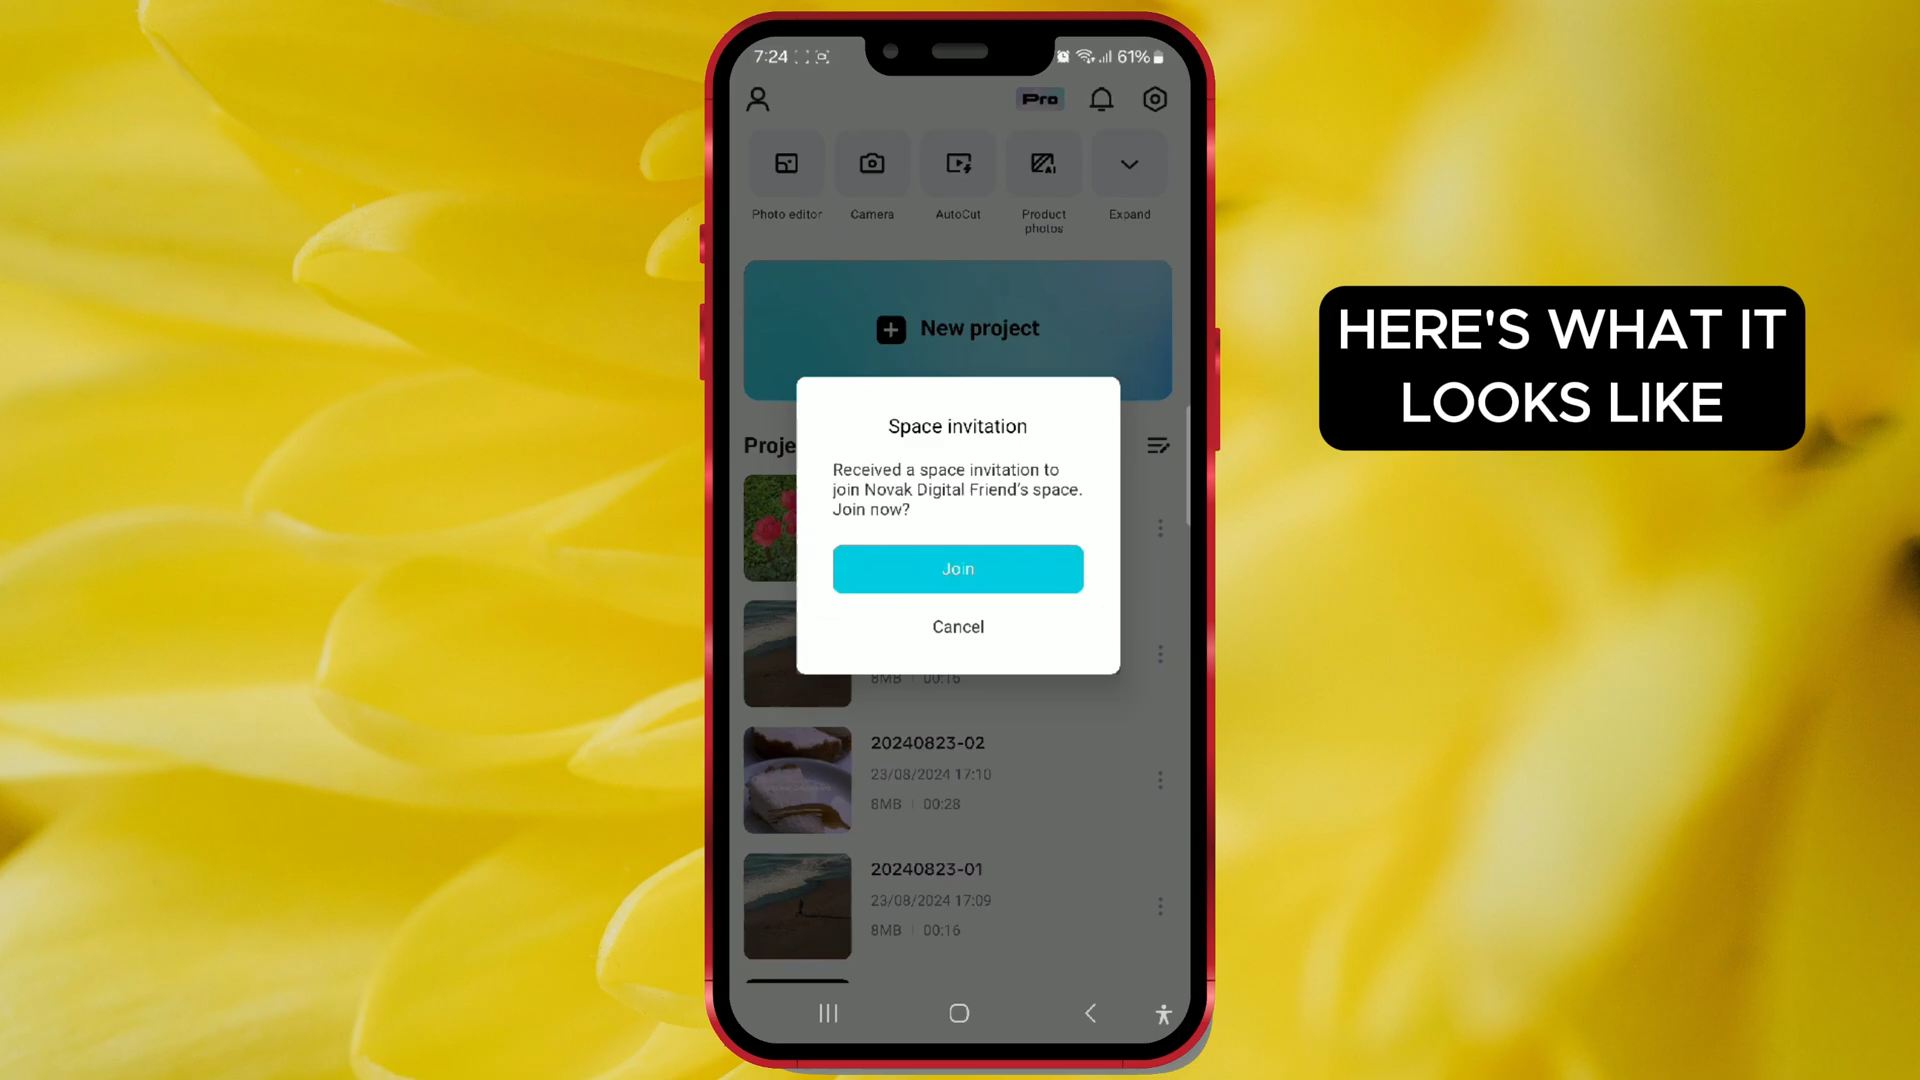 7:24
61%
Pro
Photo editor
Camera
AutoCut
Product
photos
AI
Expand
New project
Proje
Space invitation
Received a space invitation to
join Novak Digital Friend's space.
Join now?
Join
Cancel
8MB 00:16
20240823-02
23/08/2024 17:10
8MB 00:28
20240823-01
23/08/2024 17:09
8MB 00:16
HERE'S WHAT IT
LOOKS LIKE